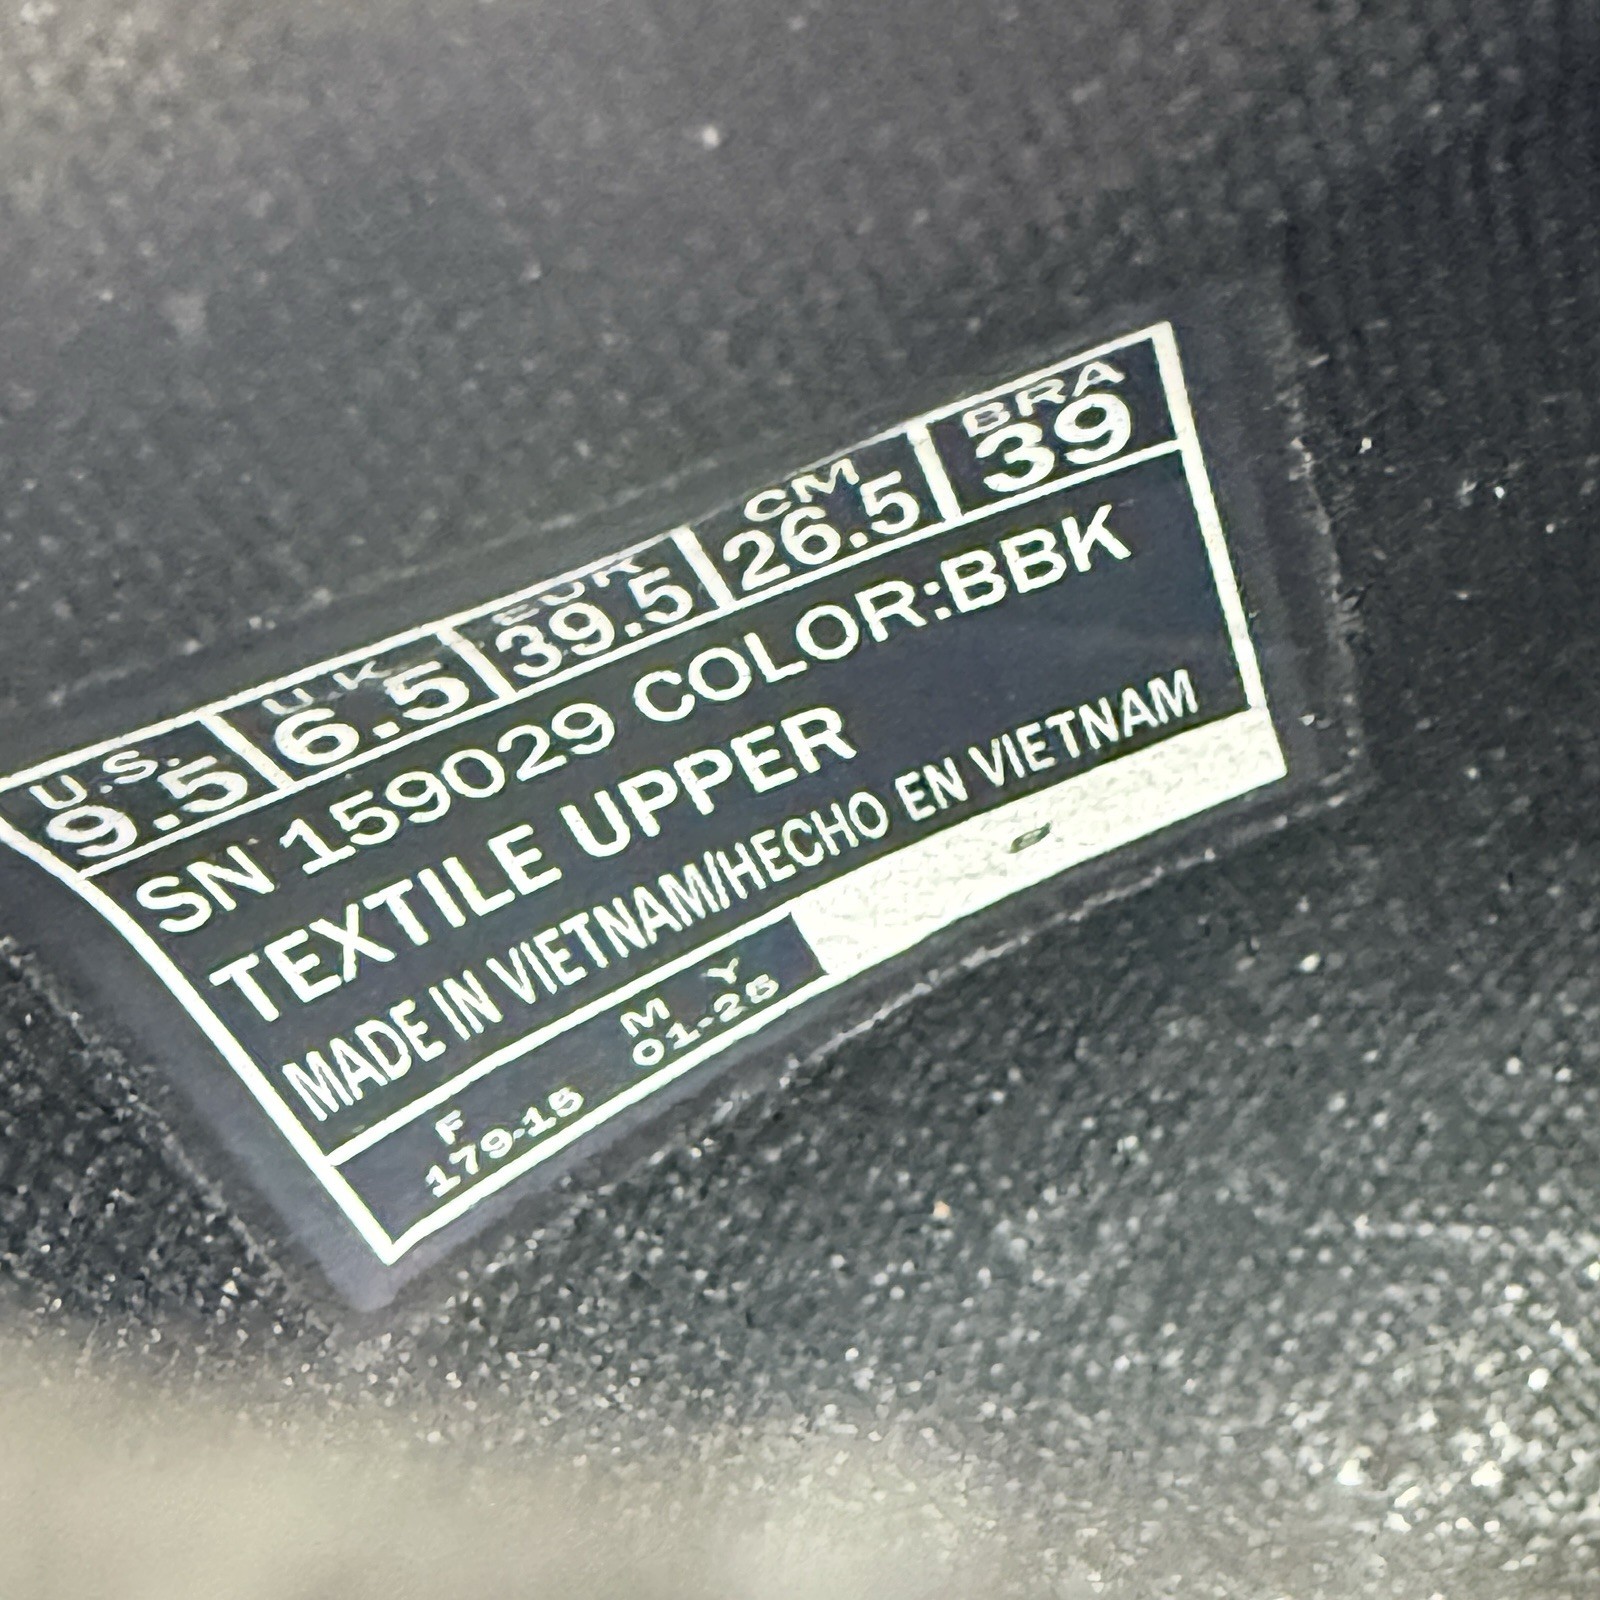 U.S. U.K. EUR CM BRA
9.5 6.5 39.5 26.5 39
SN 159029 COLOR:BBK
TEXTILE UPPER
MADE IN VIETNAM/HECHO EN VIETNAM
F M Y
179-15 01-25